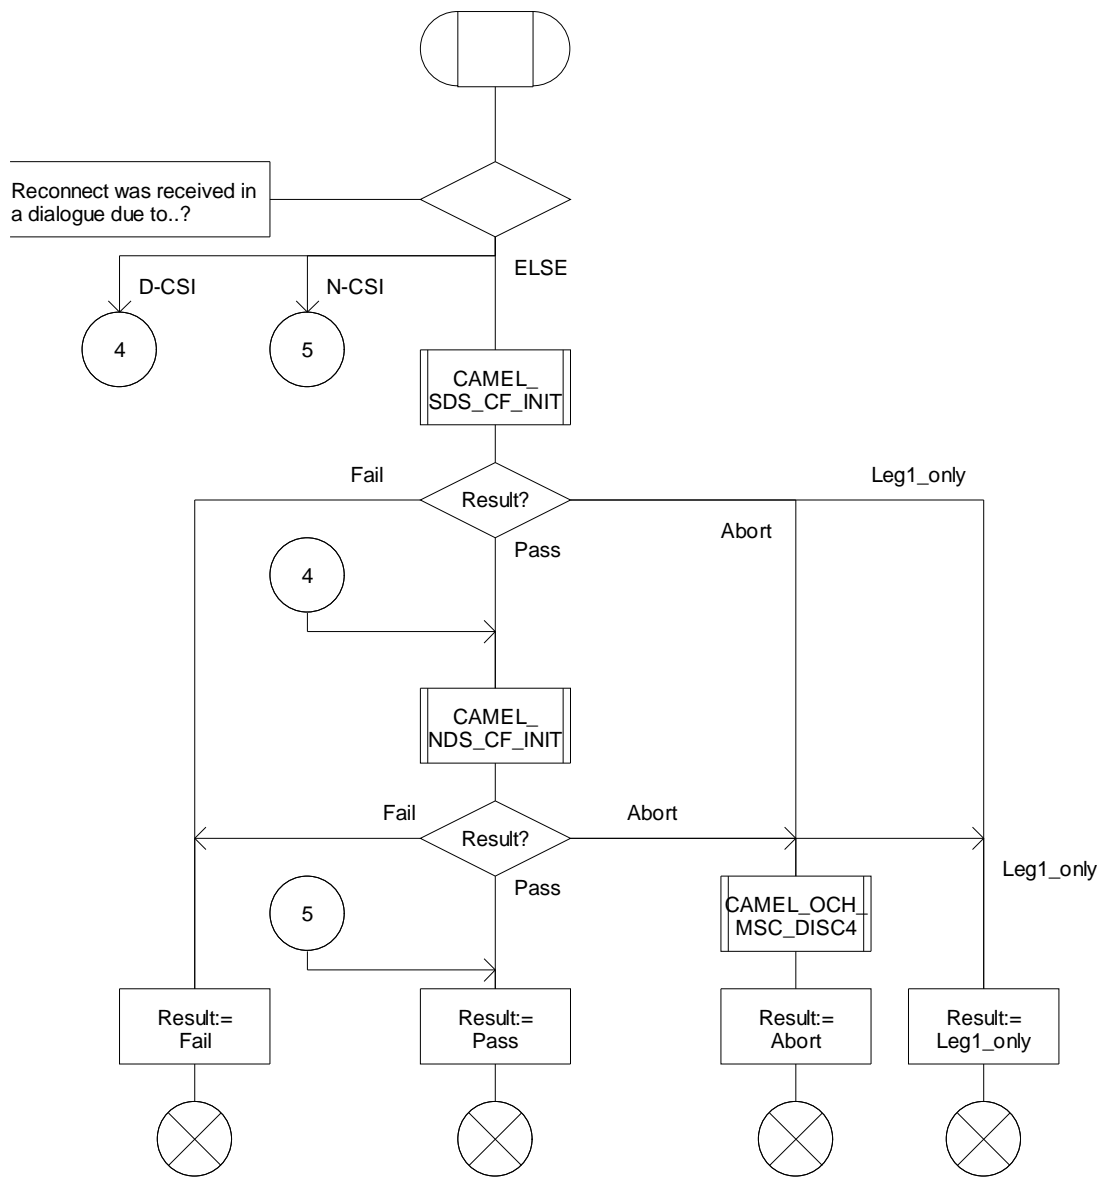 Reconnect was received in
a dialogue due to..?
ELSE
D-CSI
N-CSI
4
5
CAMEL_
SDS_CF_INIT
Fail
Result?
Leg1_only
Abort
Pass
4
CAMEL_
NDS_CF_INIT
Fail
Result?
Abort
Leg1_only
Pass
5
CAMEL_OCH_
MSC_DISC4
Result:=
Fail
Result:=
Pass
Result:=
Abort
Result:=
Leg1_only